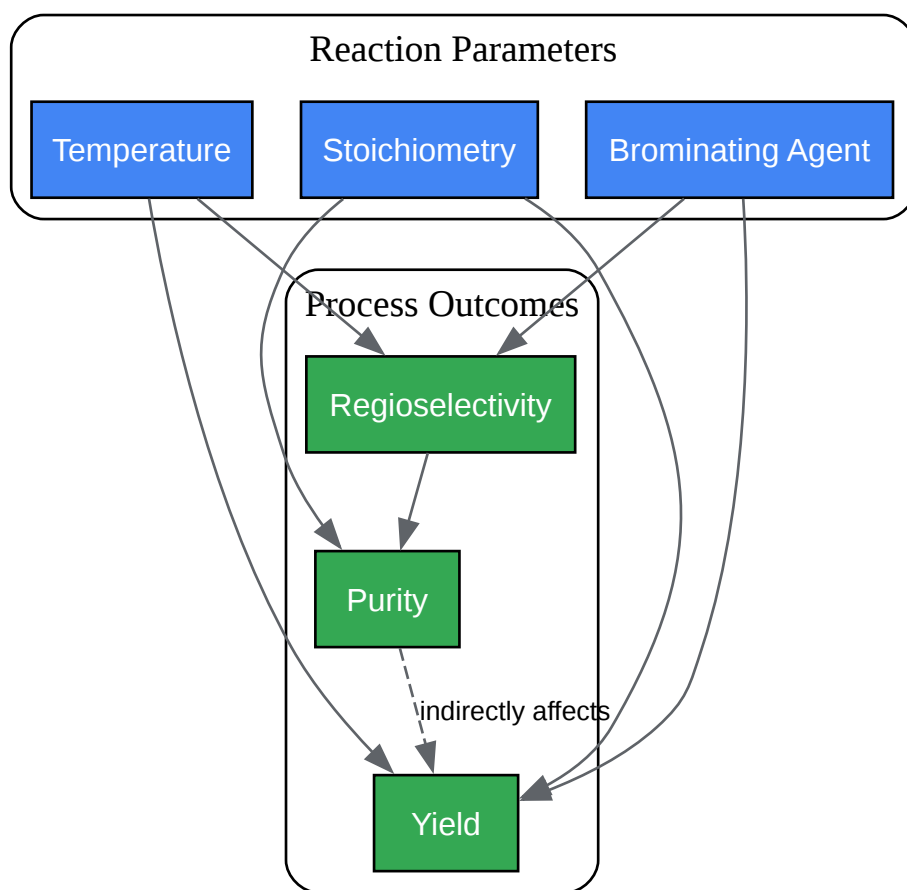 Reaction Parameters
Temperature
Stoichiometry
Brominating Agent
Process Outcomes
Regioselectivity
Purity
indirectly affects
Yield